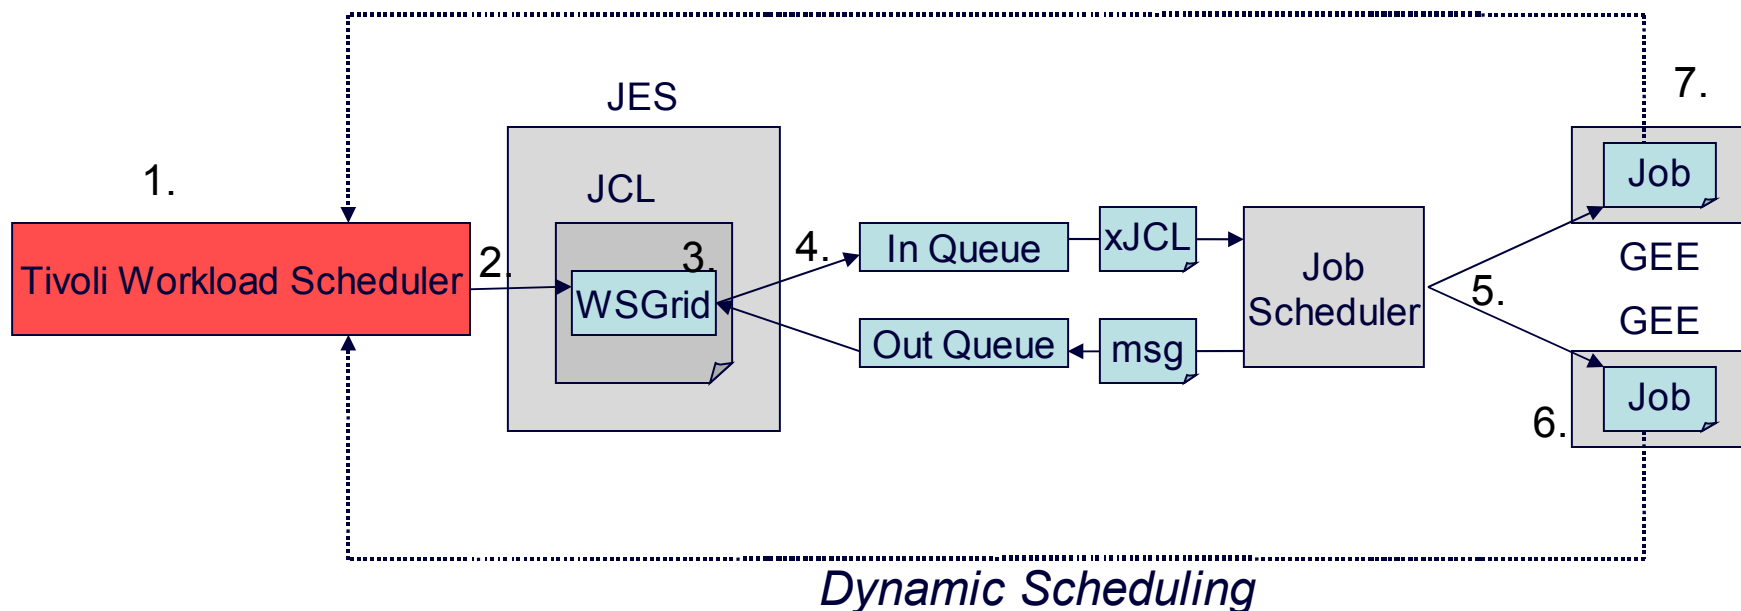 JES
7.
1.
JCL
Job
Tivoli Workload Scheduler
2.
3.
WSGrid
4.
In Queue
xJCL
Job
Scheduler
GEE
5.
Out Queue
msg
GEE
Job
6.
Dynamic Scheduling